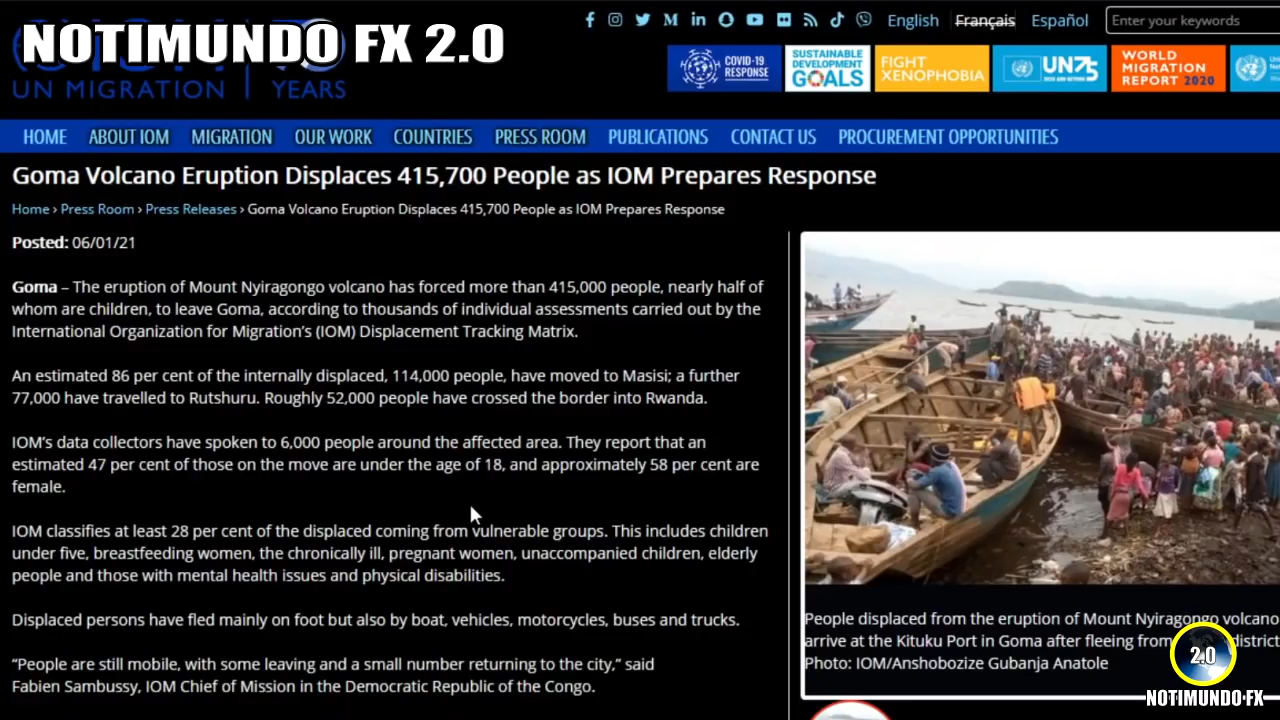 NOTIMUNDO FX 2.0
UN MIGRATION YEARS
English Français Español
Enter your keywords
COVID-19 RESPONSE
SUSTAINABLE DEVELOPMENT GOALS
FIGHT XENOPHOBIA
UN75
WORLD MIGRATION REPORT 2020
HOME ABOUT IOM MIGRATION OUR WORK COUNTRIES PRESS ROOM PUBLICATIONS CONTACT US PROCUREMENT OPPORTUNITIES
Goma Volcano Eruption Displaces 415,700 People as IOM Prepares Response
Home › Press Room › Press Releases › Goma Volcano Eruption Displaces 415,700 People as IOM Prepares Response
Posted: 06/01/21
Goma – The eruption of Mount Nyiragongo volcano has forced more than 415,000 people, nearly half of
whom are children, to leave Goma, according to thousands of individual assessments carried out by the
International Organization for Migration’s (IOM) Displacement Tracking Matrix.
An estimated 86 per cent of the internally displaced, 114,000 people, have moved to Masisi; a further
77,000 have travelled to Rutshuru. Roughly 52,000 people have crossed the border into Rwanda.
IOM’s data collectors have spoken to 6,000 people around the affected area. They report that an
estimated 47 per cent of those on the move are under the age of 18, and approximately 58 per cent are
female.
IOM classifies at least 28 per cent of the displaced coming from vulnerable groups. This includes children
under five, breastfeeding women, the chronically ill, pregnant women, unaccompanied children, elderly
people and those with mental health issues and physical disabilities.
Displaced persons have fled mainly on foot but also by boat, vehicles, motorcycles, buses and trucks.
“People are still mobile, with some leaving and a small number returning to the city,” said
Fabien Sambussy, IOM Chief of Mission in the Democratic Republic of the Congo.
People displaced from the eruption of Mount Nyiragongo volcano
arrive at the Kituku Port in Goma after fleeing from district
Photo: IOM/Anshobozize Gubanja Anatole
2.0
NOTIMUNDO FX